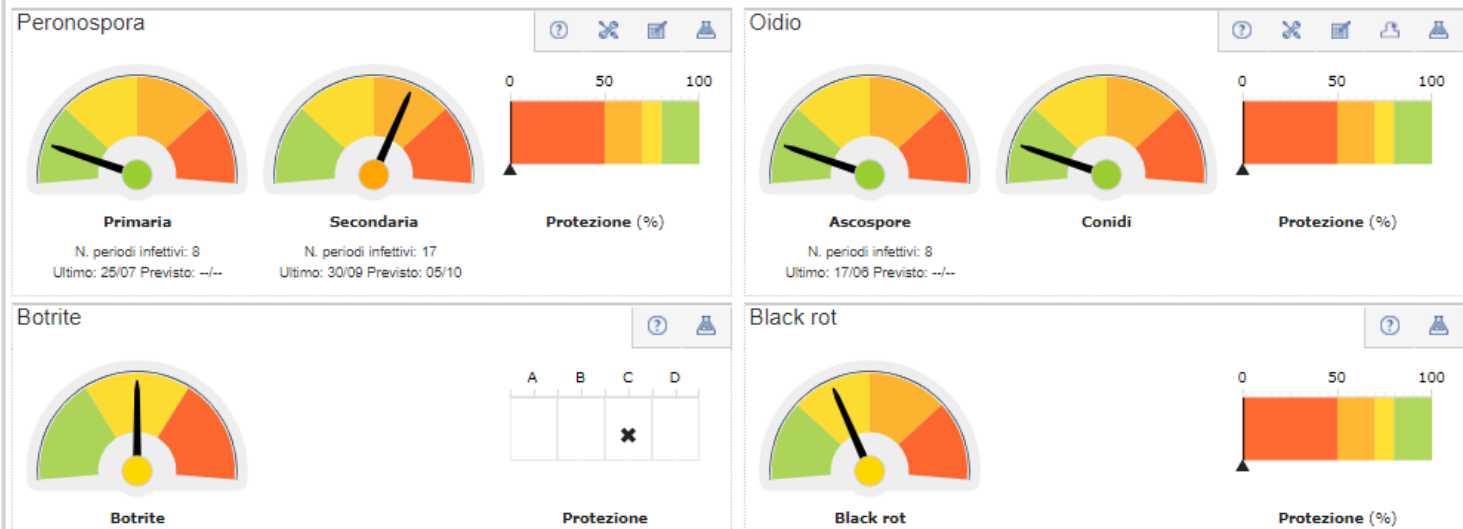 Peronospora
0 50 100
Primaria
Secondaria
Protezione (%)
N. periodi infettivi: 8
N. periodi infettivi: 17
Ultimo: 25/07 Previsto: --/--
Ultimo: 30/09 Previsto: 05/10
Oidio
0 50 100
Ascospore
Conidi
Protezione (%)
N. periodi infettivi: 8
Ultimo: 17/06 Previsto: --/--
Botrite
A B C D
Botrite
Protezione
Black rot
0 50 100
Black rot
Protezione (%)